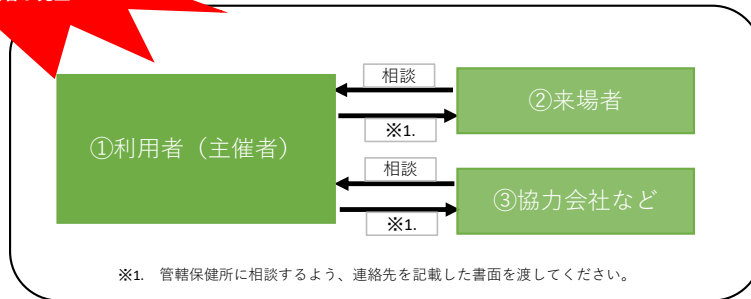 相談
②来場者
※1.
①利用者（主催者）
相談
③協力会社など
※1.
※1. 管轄保健所に相談するよう、連絡先を記載した書面を渡してください。